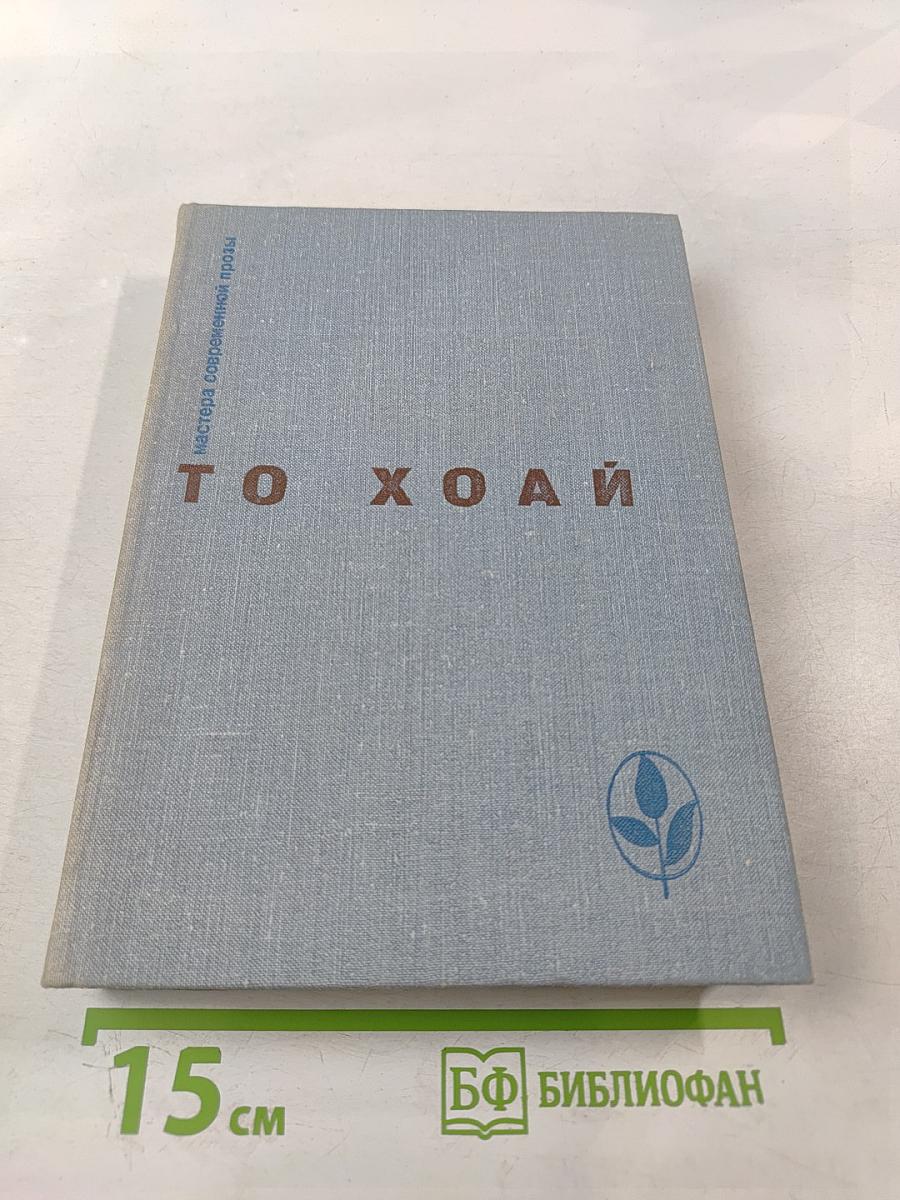 мастера современной прозы
ТО ХОАЙ
15 см
БФ БИБЛИОФАН